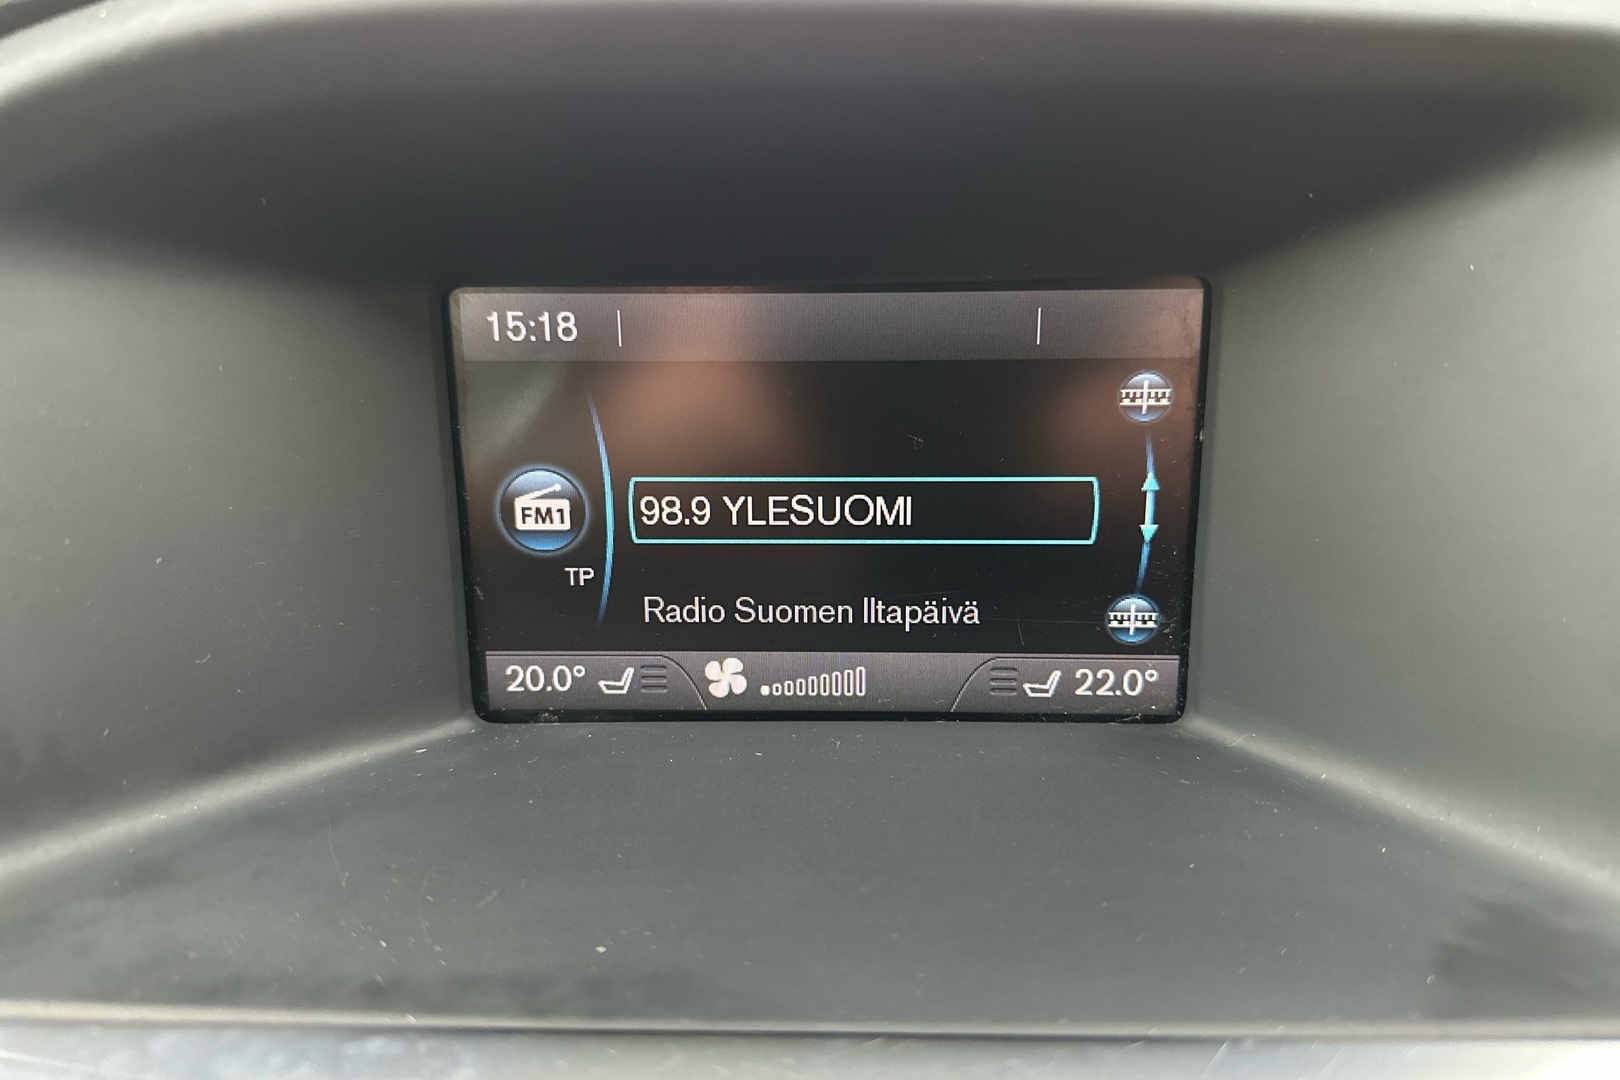 15:18
98.9 YLESUOMI
FM1
TP
Radio Suomen Iltapäivä
20.0° 22.0°